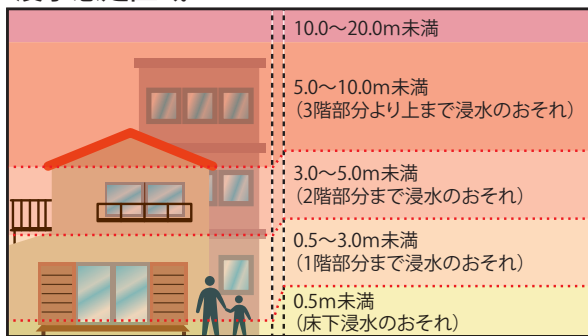 10.0～20.0m未満
5.0～10.0m未満
（3階部分より上まで浸水のおそれ）
3.0～5.0m未満
（2階部分まで浸水のおそれ）
0.5～3.0m未満
（1階部分まで浸水のおそれ）
0.5m未満
（床下浸水のおそれ）